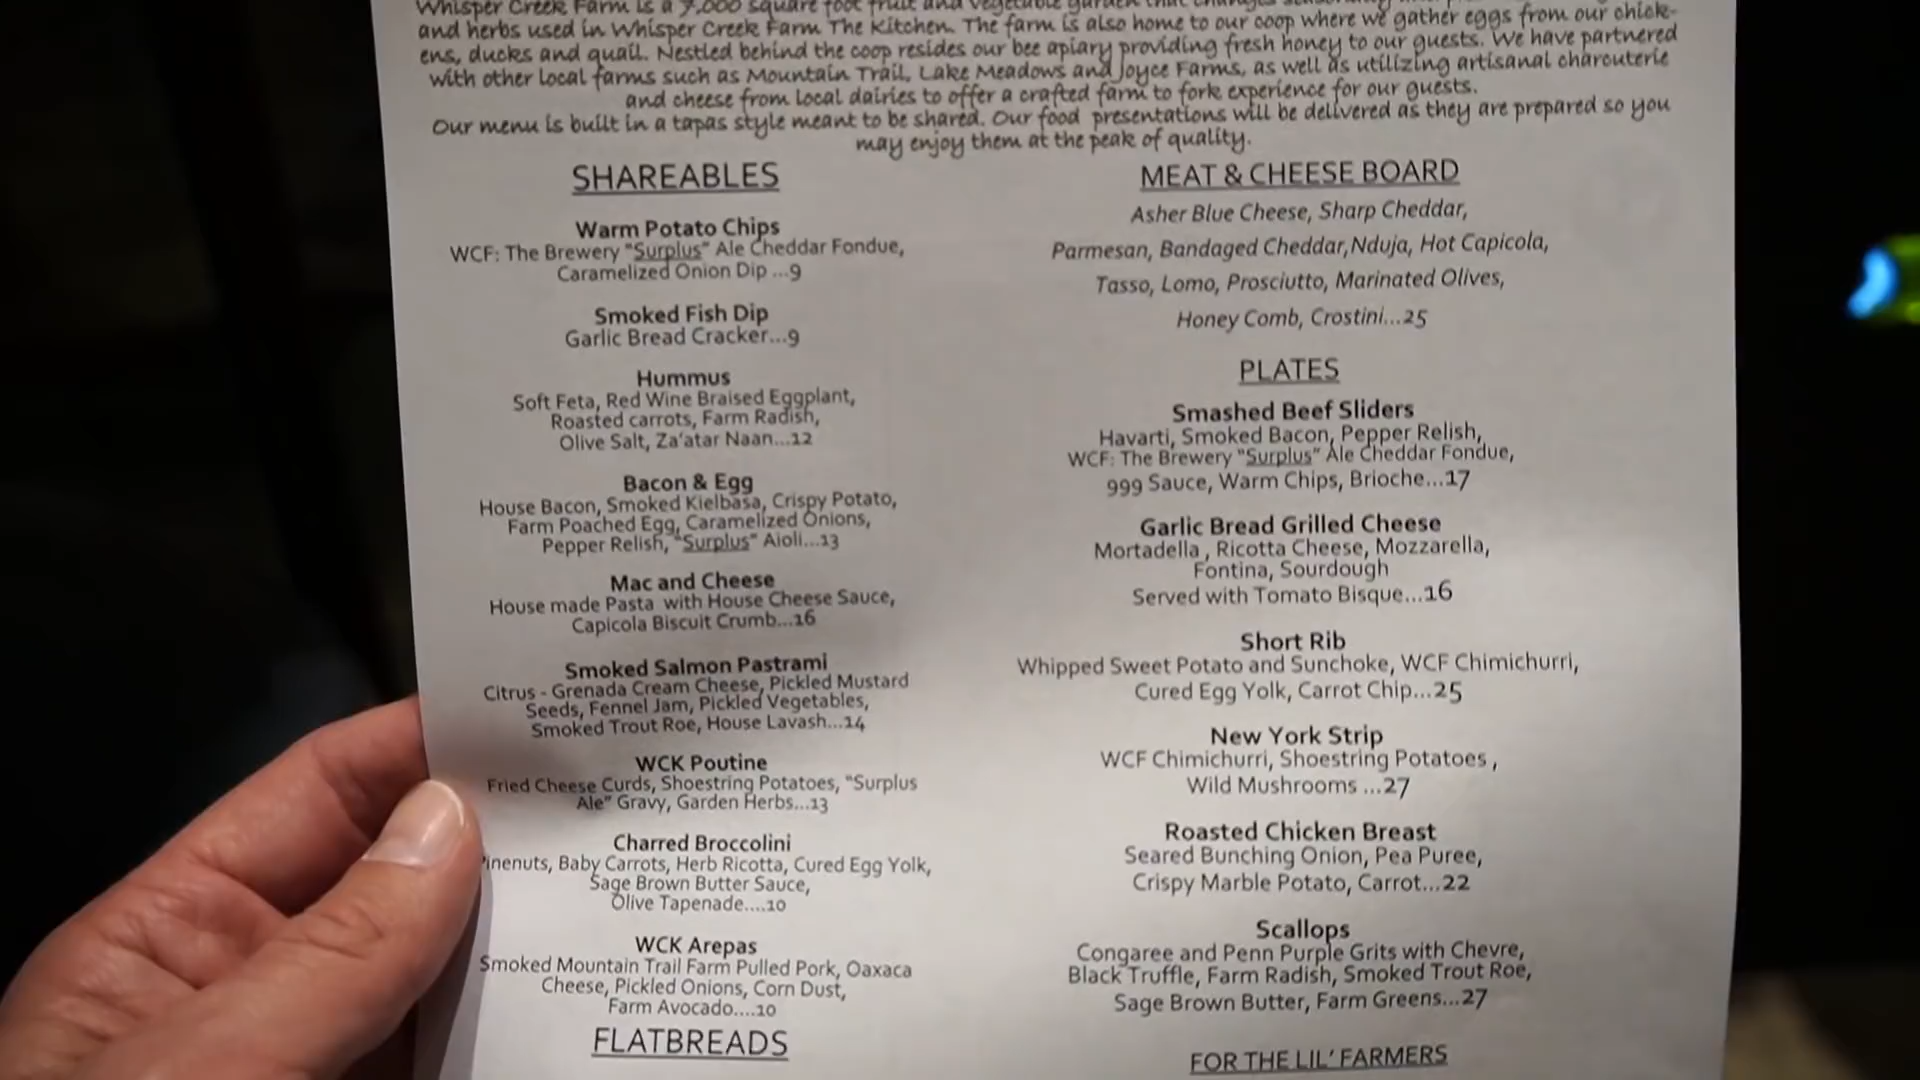 Whisper Creek Farm is a 7,000 square foot fruit and vegetable garden that changes
and herbs used in Whisper Creek Farm The Kitchen. The farm is also home to our coop where we gather eggs from our chick-
ens, ducks and quail. Nestled behind the coop resides our bee apiary providing fresh honey to our guests. We have partnered
with other local farms such as Mountain Trail, Lake Meadows and Joyce Farms, as well as utilizing artisanal charcuterie
and cheese from local dairies to offer a crafted farm to fork experience for our guests.
Our menu is built in a tapas style meant to be shared. Our food presentations will be delivered as they are prepared so you
may enjoy them at the peak of quality.
SHAREABLES
Warm Potato Chips
WCF: The Brewery "Surplus" Ale Cheddar Fondue,
Caramelized Onion Dip ...9
Smoked Fish Dip
Garlic Bread Cracker...9
Hummus
Soft Feta, Red Wine Braised Eggplant,
Roasted carrots, Farm Radish,
Olive Salt, Za'atar Naan...12
Bacon & Egg
House Bacon, Smoked Kielbasa, Crispy Potato,
Farm Poached Egg, Caramelized Onions,
Pepper Relish, "Surplus" Aioli...13
Mac and Cheese
House made Pasta with House Cheese Sauce,
Capicola Biscuit Crumb...16
Smoked Salmon Pastrami
Citrus - Grenada Cream Cheese, Pickled Mustard
Seeds, Fennel Jam, Pickled Vegetables,
Smoked Trout Roe, House Lavash...14
WCK Poutine
Fried Cheese Curds, Shoestring Potatoes, "Surplus
Ale" Gravy, Garden Herbs...13
Charred Broccolini
Pinenuts, Baby Carrots, Herb Ricotta, Cured Egg Yolk,
Sage Brown Butter Sauce,
Olive Tapenade....10
WCK Arepas
Smoked Mountain Trail Farm Pulled Pork, Oaxaca
Cheese, Pickled Onions, Corn Dust,
Farm Avocado....10
FLATBREADS
MEAT & CHEESE BOARD
Asher Blue Cheese, Sharp Cheddar,
Parmesan, Bandaged Cheddar,Nduja, Hot Capicola,
Tasso, Lomo, Prosciutto, Marinated Olives,
Honey Comb, Crostini...25
PLATES
Smashed Beef Sliders
Havarti, Smoked Bacon, Pepper Relish,
WCF: The Brewery "Surplus" Ale Cheddar Fondue,
999 Sauce, Warm Chips, Brioche...17
Garlic Bread Grilled Cheese
Mortadella , Ricotta Cheese, Mozzarella,
Fontina, Sourdough
Served with Tomato Bisque...16
Short Rib
Whipped Sweet Potato and Sunchoke, WCF Chimichurri,
Cured Egg Yolk, Carrot Chip...25
New York Strip
WCF Chimichurri, Shoestring Potatoes ,
Wild Mushrooms ...27
Roasted Chicken Breast
Seared Bunching Onion, Pea Puree,
Crispy Marble Potato, Carrot...22
Scallops
Congaree and Penn Purple Grits with Chevre,
Black Truffle, Farm Radish, Smoked Trout Roe,
Sage Brown Butter, Farm Greens...27
FOR THE LIL' FARMERS